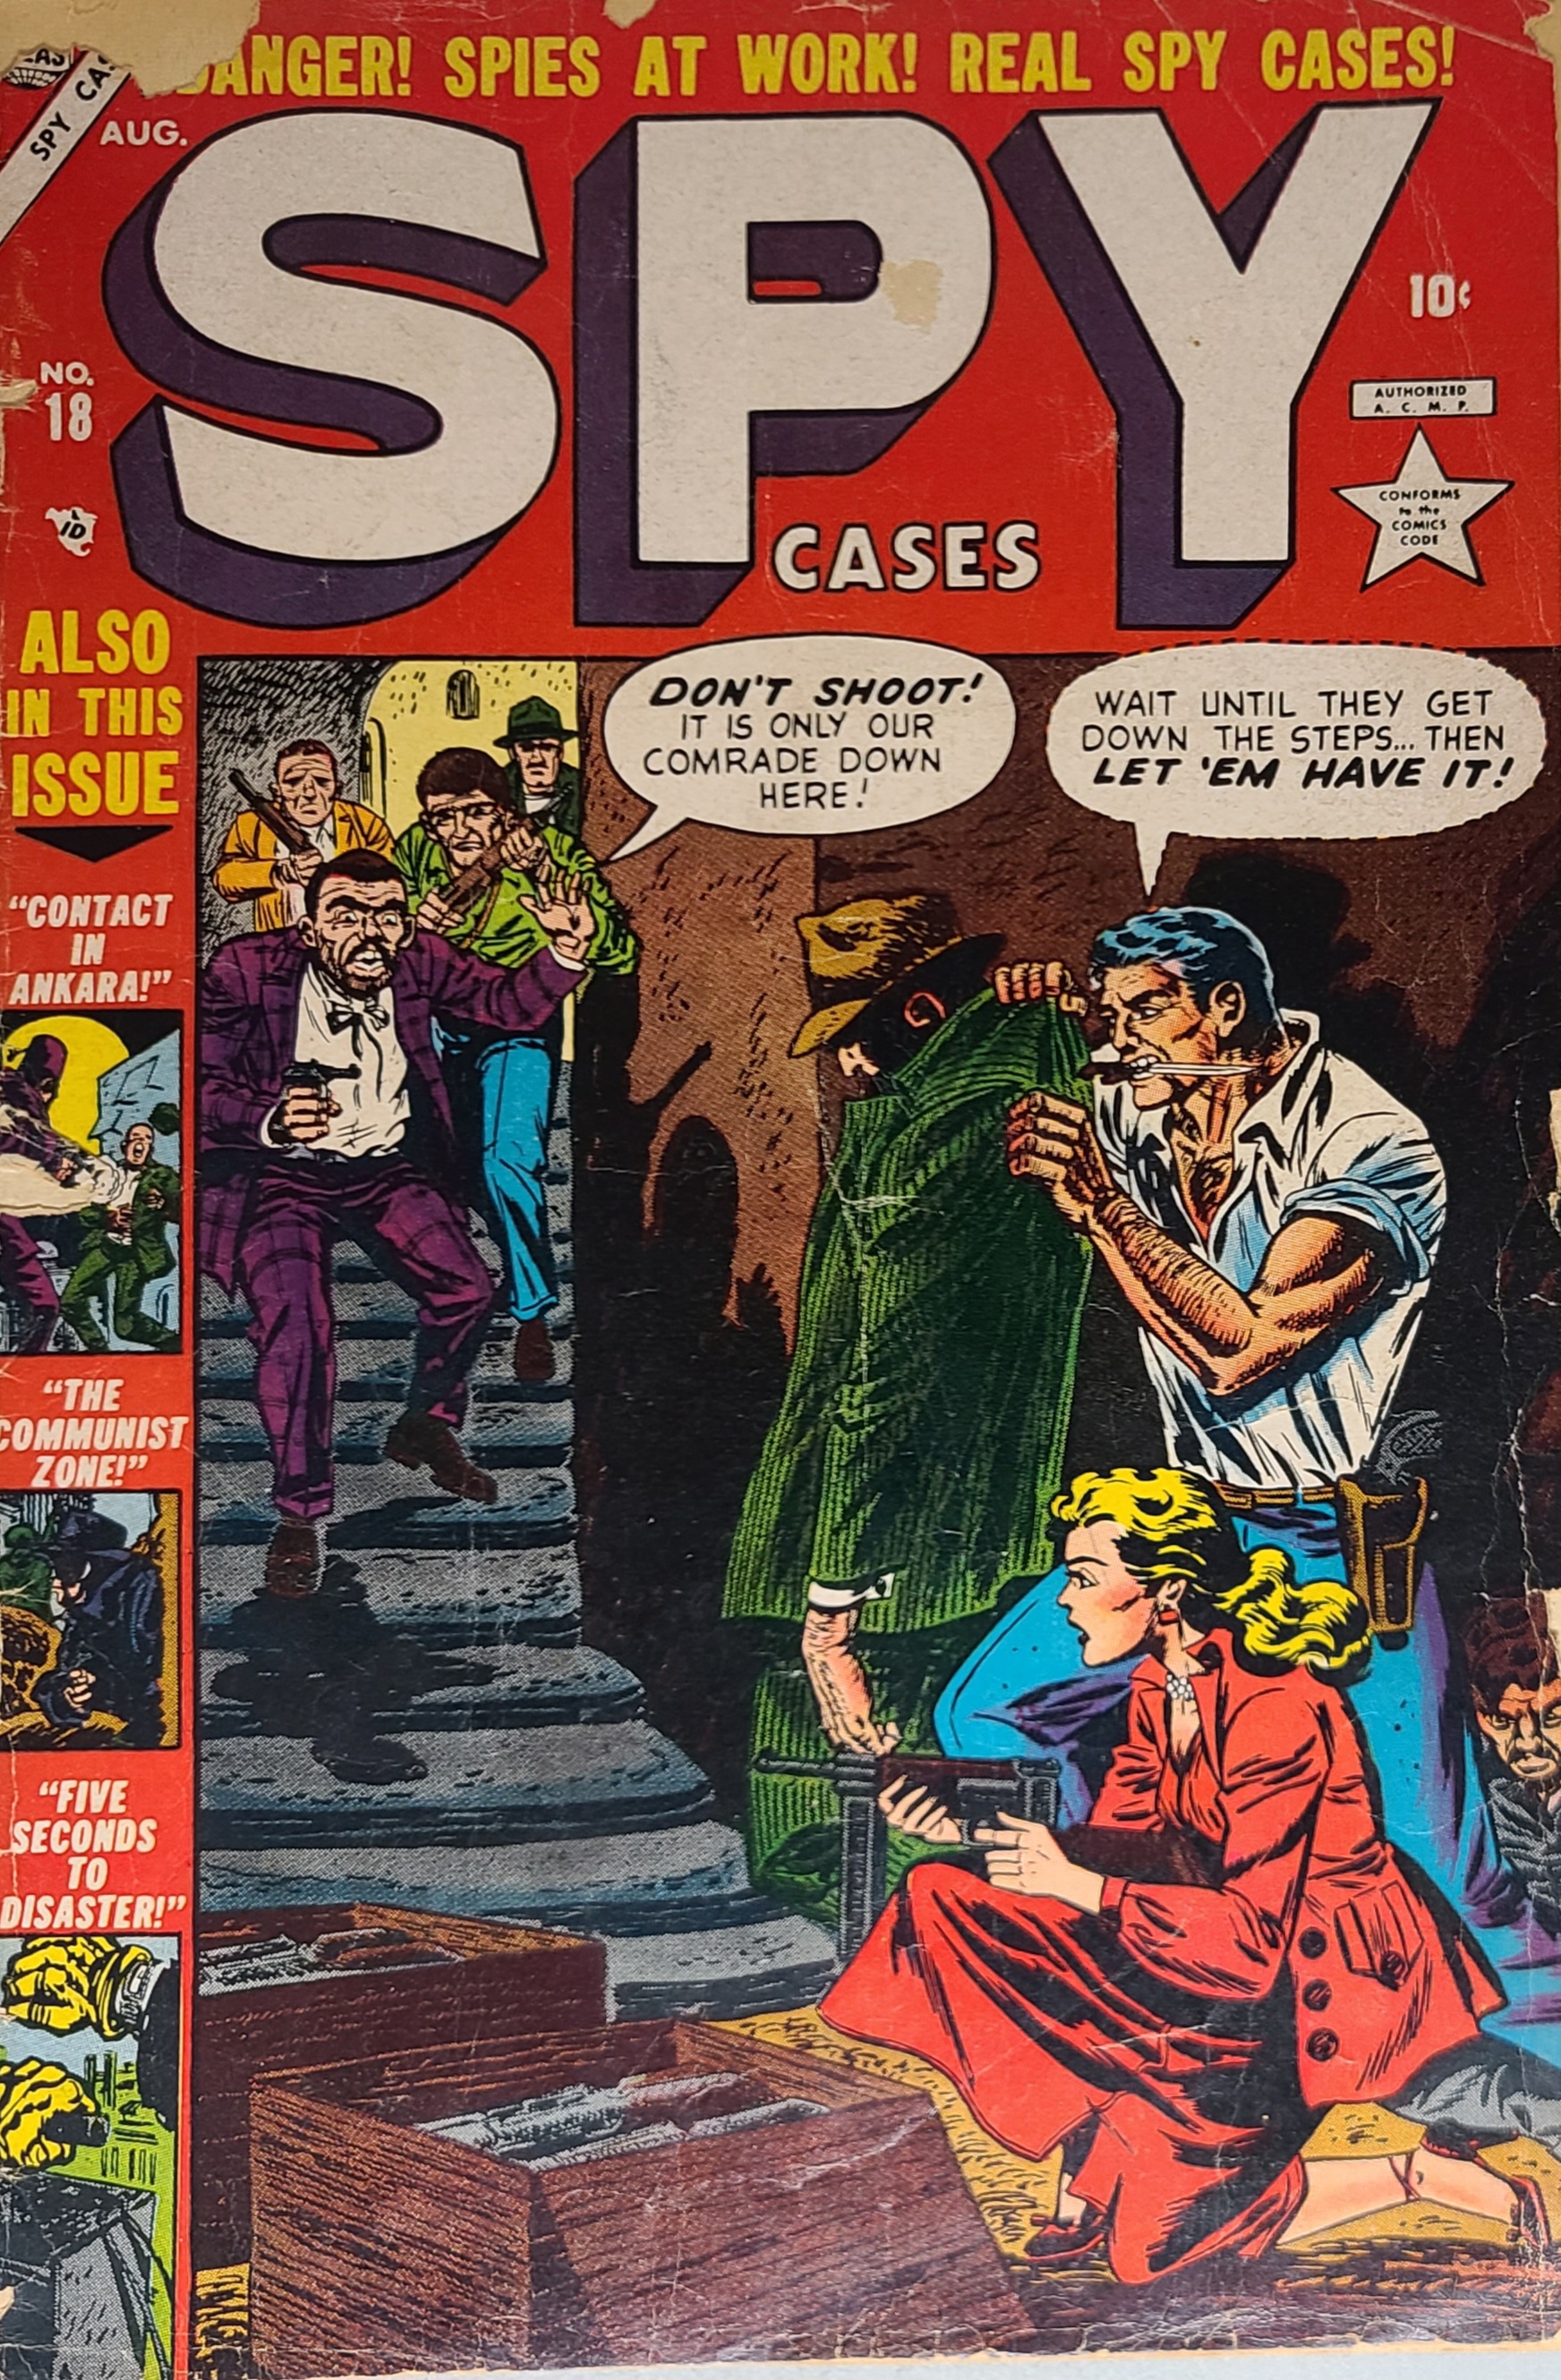 DANGER! SPIES AT WORK! REAL SPY CASES!
SPY
AUG.
SPY
CASES
10¢
NO.
18
ID
AUTHORIZED
A. C. M. P.
CONFORMS
to the
COMICS
CODE
ALSO
IN THIS
ISSUE
"CONTACT
IN
ANKARA!"
"THE
COMMUNIST
ZONE!"
"FIVE
SECONDS
TO
DISASTER!"
DON'T SHOOT!
IT IS ONLY OUR
COMRADE DOWN
HERE!
WAIT UNTIL THEY GET
DOWN THE STEPS... THEN
LET 'EM HAVE IT!